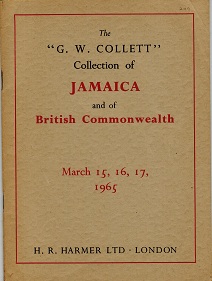 The
"G. W. COLLETT"
Collection of
JAMAICA
and of
British Commonwealth
March 15, 16, 17,
1965
H. R. HARMER LTD - LONDON